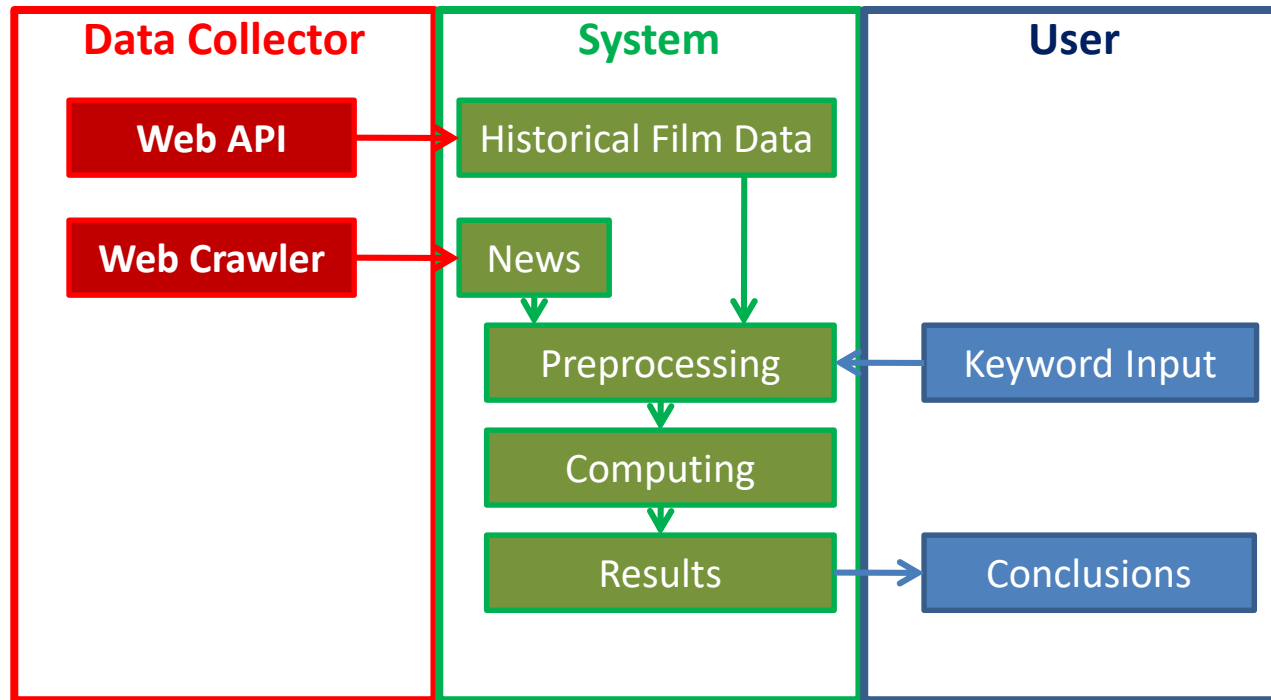 Data Collector
System
User
Web API
Historical Film Data
Web Crawler
News
Preprocessing
Keyword Input
Computing
Results
Conclusions